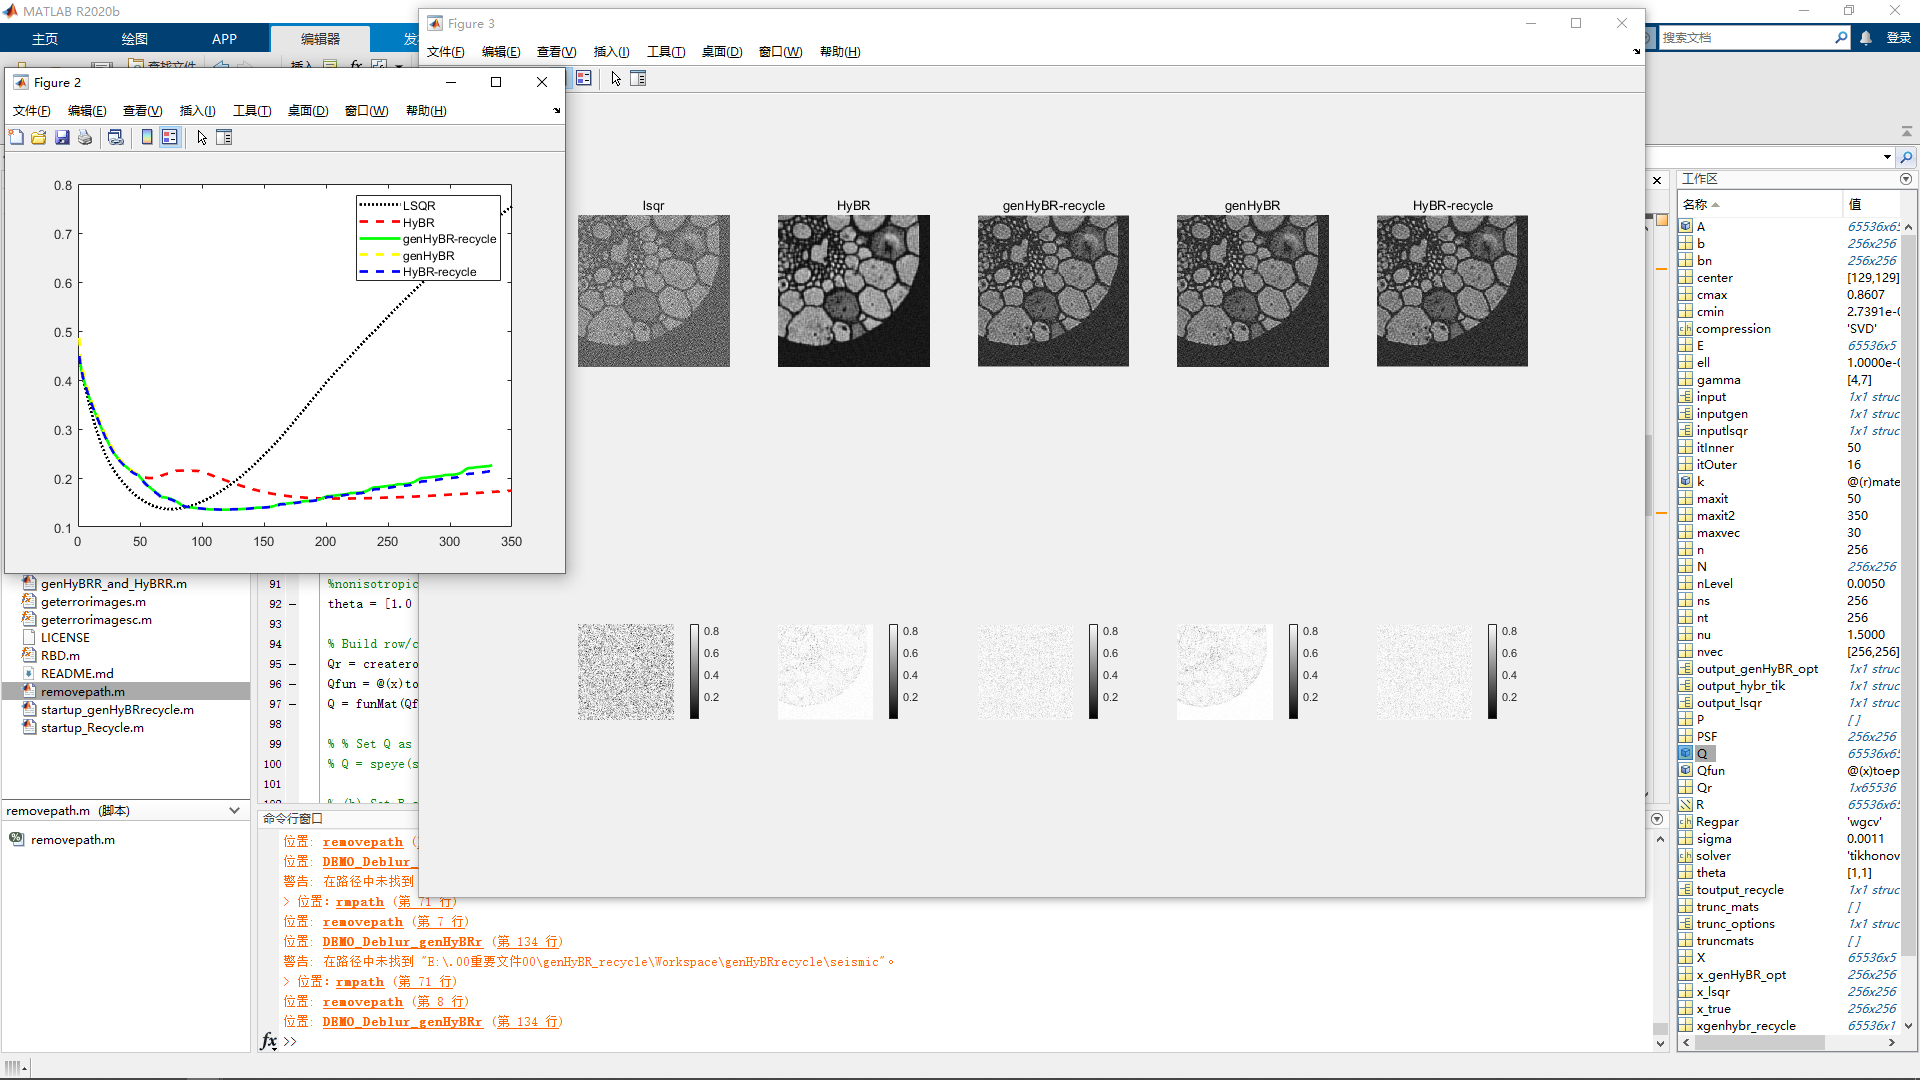 MATLAB R2020b
主页
绘图
APP
编辑器
搜索文档
登录
Figure 3
文件(F) 编辑(E) 查看(V) 插入(I) 工具(T) 桌面(D) 窗口(W) 帮助(H)
Figure 2
文件(F) 编辑(E) 查看(V) 插入(I) 工具(T) 桌面(D) 窗口(W) 帮助(H)
0.8
0.7
0.6
0.5
0.4
0.3
0.2
0.1
0 50 100 150 200 250 300 350
LSQR
HyBR
genHyBR-recycle
genHyBR
HyBR-recycle
lsqr
HyBR
genHyBR-recycle
genHyBR
HyBR-recycle
0.8
0.6
0.4
0.2
0.8
0.6
0.4
0.2
0.8
0.6
0.4
0.2
0.8
0.6
0.4
0.2
0.8
0.6
0.4
0.2
genHyBRR_and_HyBRR.m
geterrorimages.m
geterrorimagesc.m
LICENSE
RBD.m
README.md
removepath.m
startup_genHyBRrecycle.m
startup_Recycle.m
removepath.m (脚本)
removepath.m
91 %nonisotropic
92 theta = [1.0
93
94 % Build row/c
95 Qr = createro
96 Qfun = @(x)to
97 Q = funMat(Qf
98
99 % % Set Q as
100 % Q = speye(s
101
命令行窗口
位置: removepath
位置: DEMO_Deblur_
警告: 在路径中未找到
> 位置: rmpath (第 71 行)
位置: removepath (第 7 行)
位置: DEMO_Deblur_genHyBRr (第 134 行)
警告: 在路径中未找到 "E:\.00重要文件00\genHyBR_recycle\Workspace\genHyBRrecycle\seismic"。
> 位置: rmpath (第 71 行)
位置: removepath (第 8 行)
位置: DEMO_Deblur_genHyBRr (第 134 行)
fx >>
工作区
名称 值
A 65536x65
b 256x256
bn 256x256
center [129,129]
cmax 0.8607
cmin 2.7391e-
compression 'SVD'
E 65536x5
ell 1.0000e-
gamma [4,7]
input 1x1 struc
inputgen 1x1 struc
inputlsqr 1x1 struc
itInner 50
itOuter 16
k @(r)mate
maxit 50
maxit2 350
maxvec 30
n 256
N 256x256
nLevel 0.0050
ns 256
nt 256
nu 1.5000
nvec [256,256]
output_genHyBR_opt 1x1 struc
output_hybr_tik 1x1 struc
output_lsqr 1x1 struc
P []
PSF 256x256
Q 65536x65
Qfun @(x)toep
Qr 1x65536
R 65536x65
Regpar 'wgcv'
sigma 0.0011
solver 'tikhonov
theta [1,1]
toutput_recycle 1x1 struc
trunc_mats []
trunc_options 1x1 struc
truncmats []
X 65536x5
x_genHyBR_opt 256x256
x_lsqr 256x256
x_true 256x256
xgenhybr_recycle 65536x1